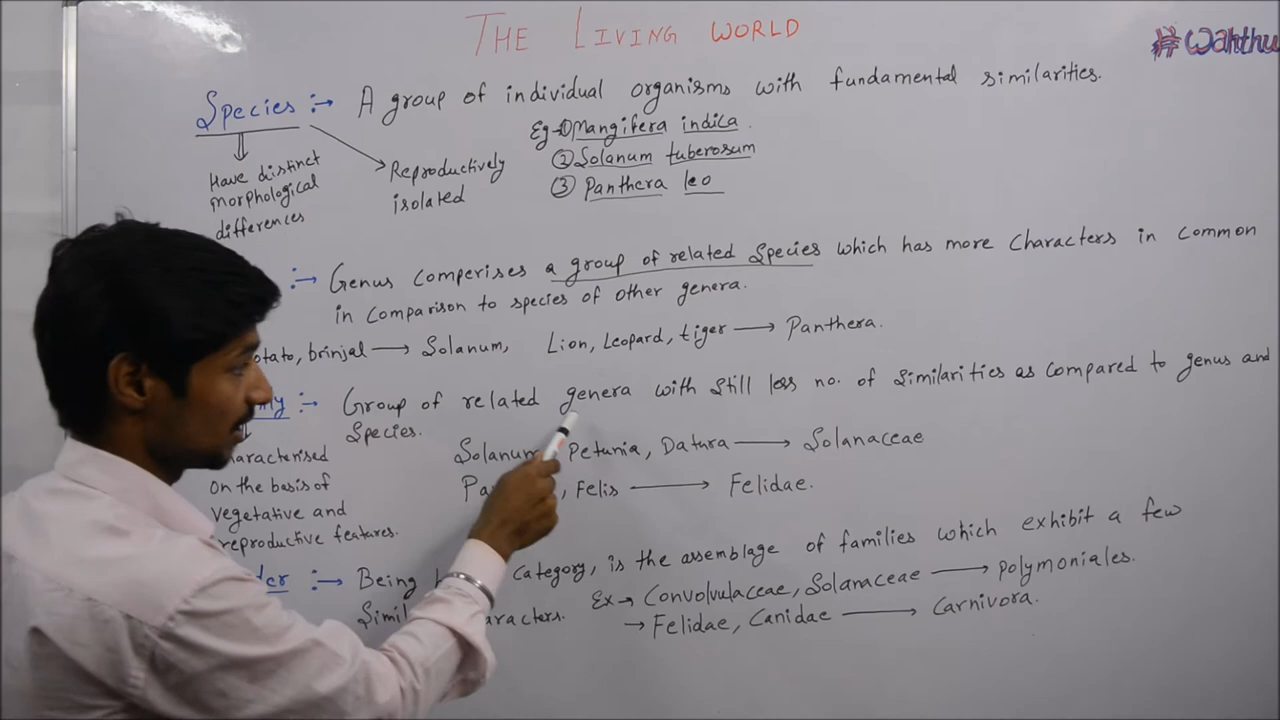 THE LIVING WORLD
#Wahthu
Species :→ A group of individual organisms with fundamental similarities.
Eg→① Mangifera indica.
② Solanum tuberosum
③ Panthera leo
Have distinct
morphological
differences
Reproductively
isolated
:→ Genus comperises a group of related species which has more characters in common
in comparison to species of other genera.
otato, brinjal → Solanum, Lion, Leopard, tiger → Panthera.
my :→ Group of related genera with still less no. of similarities as compared to genus and
species.
haracterised
on the basis of
vegetative and
reproductive features.
Solanum, Petunia, Datura → Solanaceae
Pa , Felis → Felidae.
der :→ Being h category, is the assemblage of families which exhibit a few
Simil aracters.
Ex→ Convolvulaceae, Solanaceae → polymoniales.
→ Felidae, Canidae → Carnivora.